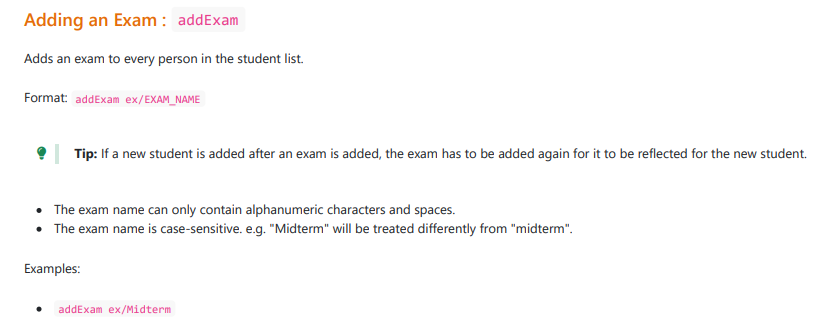 Adding an Exam : addExam
Adds an exam to every person in the student list.
Format: addExam ex/EXAM_NAME
Tip: If a new student is added after an exam is added, the exam has to be added again for it to be reflected for the new student.
• The exam name can only contain alphanumeric characters and spaces.
• The exam name is case-sensitive. e.g. "Midterm" will be treated differently from "midterm".
Examples:
• addExam ex/Midterm